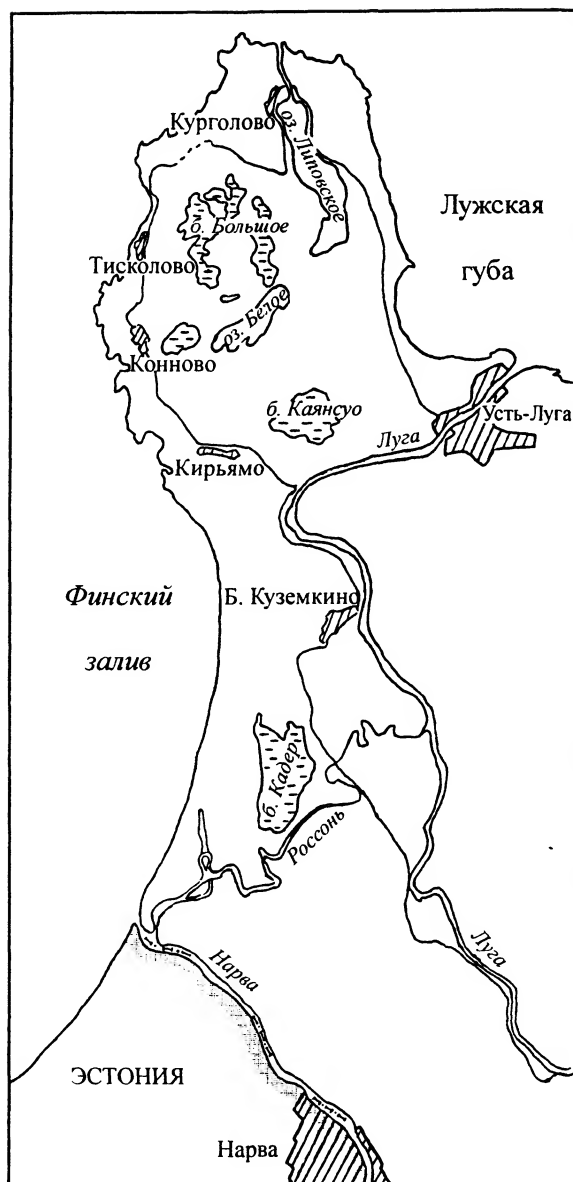 Курголово
оз. Липовское
Лужская
губа
б. Большое
Тисколово
оз. Белое
Конново
б. Каянсуо
Усть-Луга
Луга
Кирьямо
Финский
залив
Б. Куземкино
б. Кадер
Россонь
Луга
Нарва
ЭСТОНИЯ
Нарва